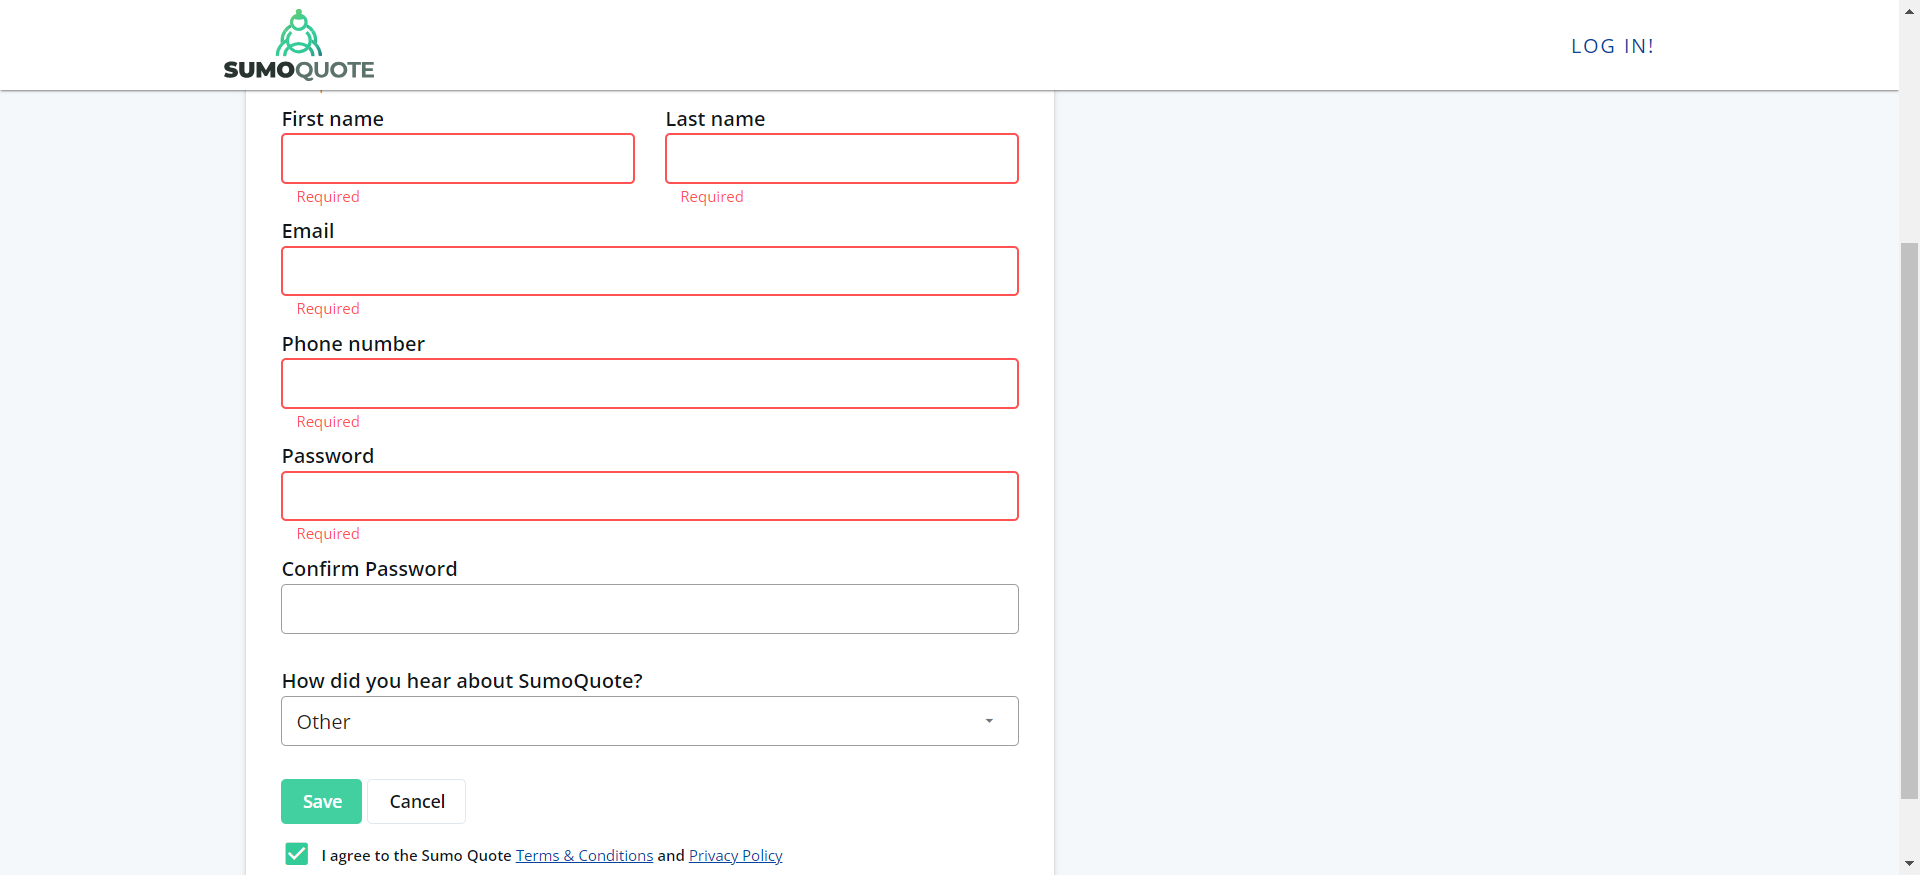 SUMOQUOTE
LOG IN!
First name
Last name
Required
Required
Email
Required
Phone number
Required
Password
Required
Confirm Password
How did you hear about SumoQuote?
Other
Save
Cancel
I agree to the Sumo Quote Terms & Conditions and Privacy Policy